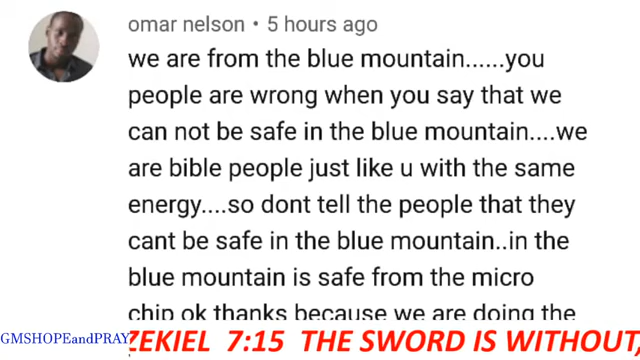 omar nelson • 5 hours ago
we are from the blue mountain......you
people are wrong when you say that we
can not be safe in the blue mountain....we
are bible people just like u with the same
energy....so dont tell the people that they
cant be safe in the blue mountain..in the
blue mountain is safe from the micro
chip ok thanks because we are doing the
GMSHOPEandPRAY ZEKIEL 7:15 THE SWORD IS WITHOUT,